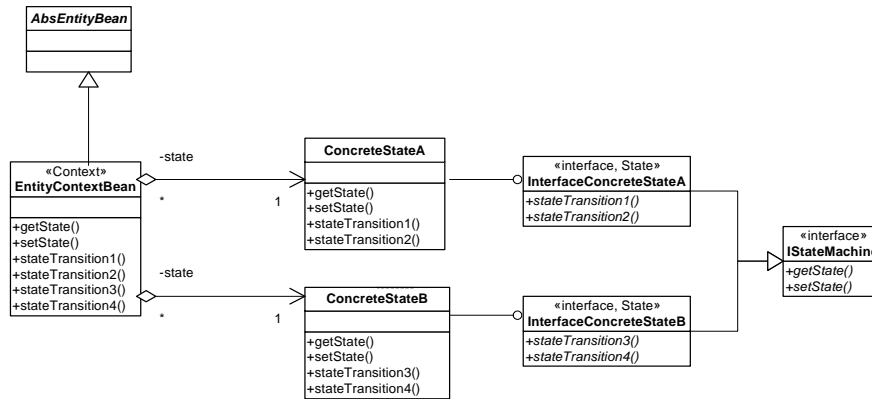 AbsEntityBean
«Context»
EntityContextBean
+getState()
+setState()
+stateTransition1()
+stateTransition2()
+stateTransition3()
+stateTransition4()
-state
*
1
-state
*
1
ConcreteStateA
+getState()
+setState()
+stateTransition1()
+stateTransition2()
ConcreteStateB
+getState()
+setState()
+stateTransition3()
+stateTransition4()
«interface, State»
InterfaceConcreteStateA
+stateTransition1()
+stateTransition2()
«interface, State»
InterfaceConcreteStateB
+stateTransition3()
+stateTransition4()
«interface»
IStateMachine
+getState()
+setState()